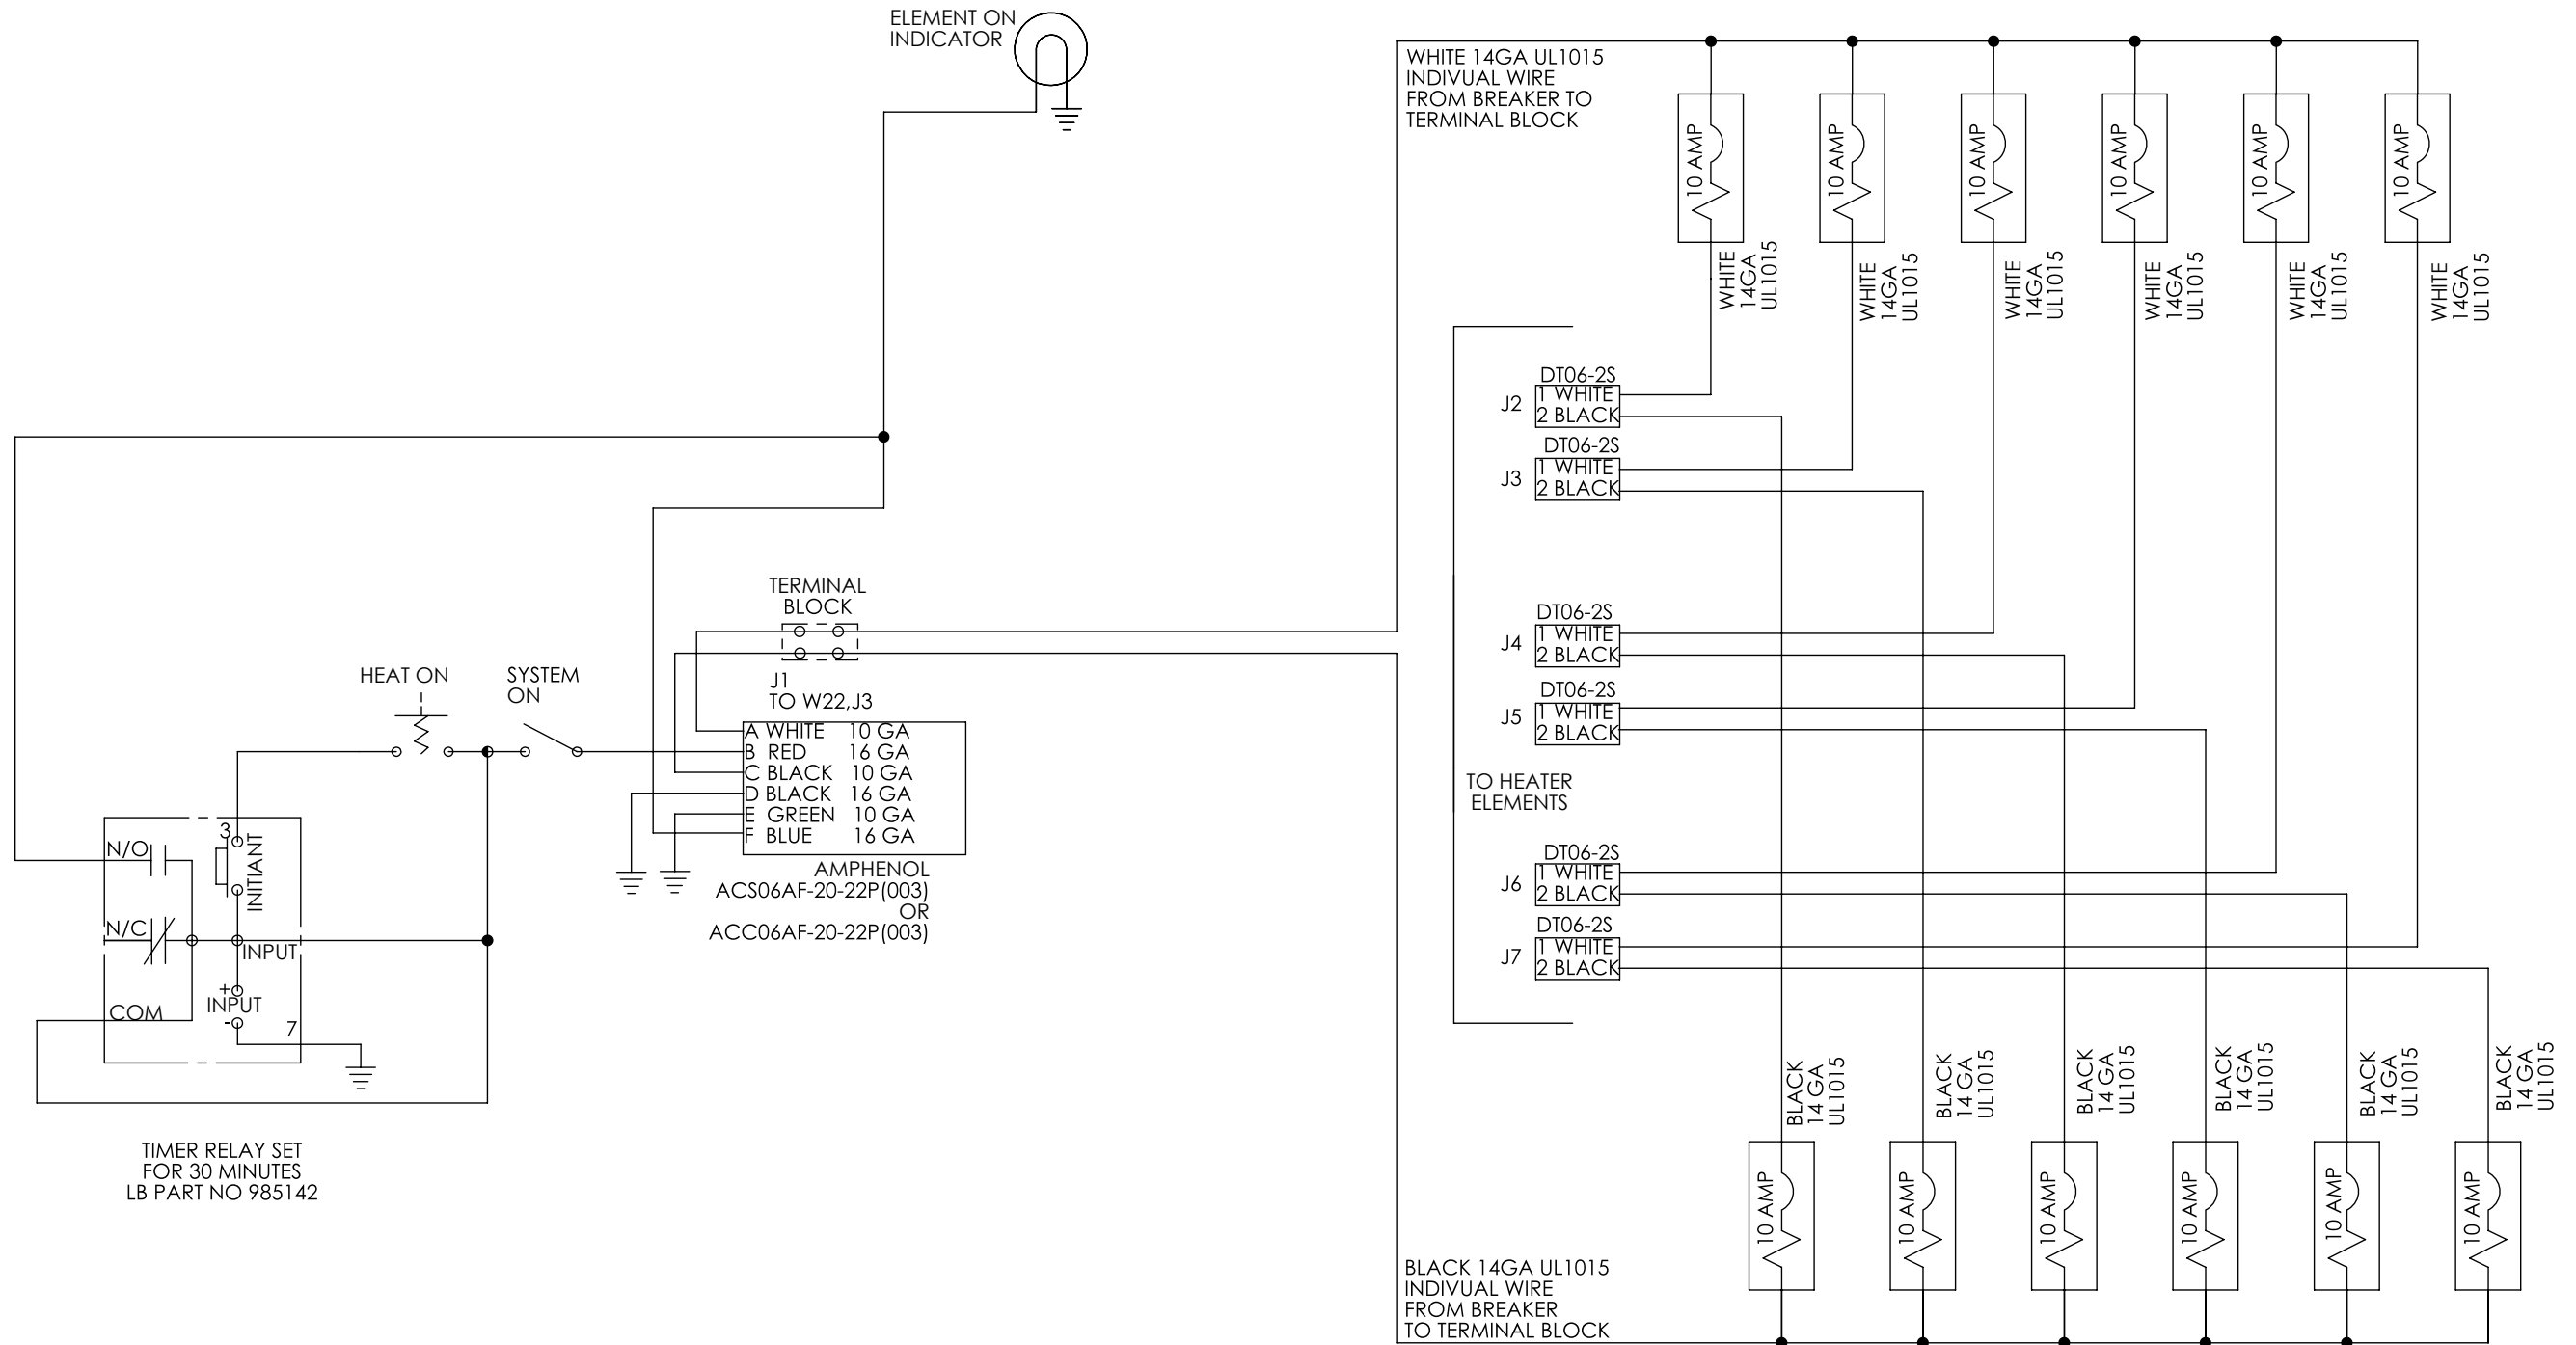 ELEMENT ON
INDICATOR
WHITE 14GA UL1015
INDIVUAL WIRE
FROM BREAKER TO
TERMINAL BLOCK
10 AMP
10 AMP
10 AMP
10 AMP
10 AMP
10 AMP
WHITE
14GA
UL1015
WHITE
14GA
UL1015
WHITE
14GA
UL1015
WHITE
14GA
UL1015
WHITE
14GA
UL1015
WHITE
14GA
UL1015
DT06-2S
J2
1 WHITE
2 BLACK
DT06-2S
J3
1 WHITE
2 BLACK
DT06-2S
J4
1 WHITE
2 BLACK
DT06-2S
J5
1 WHITE
2 BLACK
TO HEATER
ELEMENTS
DT06-2S
J6
1 WHITE
2 BLACK
DT06-2S
J7
1 WHITE
2 BLACK
TERMINAL
BLOCK
J1
TO W22,J3
A WHITE 10 GA
B RED 16 GA
C BLACK 10 GA
D BLACK 16 GA
E GREEN 10 GA
F BLUE 16 GA
AMPHENOL
ACS06AF-20-22P(003)
OR
ACC06AF-20-22P(003)
HEAT ON
SYSTEM
ON
3
N/O
INITIANT
N/C
INPUT
+
INPUT
-
COM
7
TIMER RELAY SET
FOR 30 MINUTES
LB PART NO 985142
BLACK
14 GA
UL1015
BLACK
14 GA
UL1015
BLACK
14 GA
UL1015
BLACK
14 GA
UL1015
BLACK
14 GA
UL1015
BLACK
14 GA
UL1015
10 AMP
10 AMP
10 AMP
10 AMP
10 AMP
10 AMP
BLACK 14GA UL1015
INDIVUAL WIRE
FROM BREAKER
TO TERMINAL BLOCK